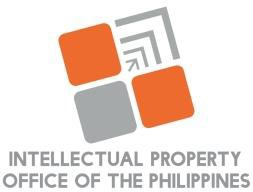 INTELLECTUAL PROPERTY
OFFICE OF THE PHILIPPINES